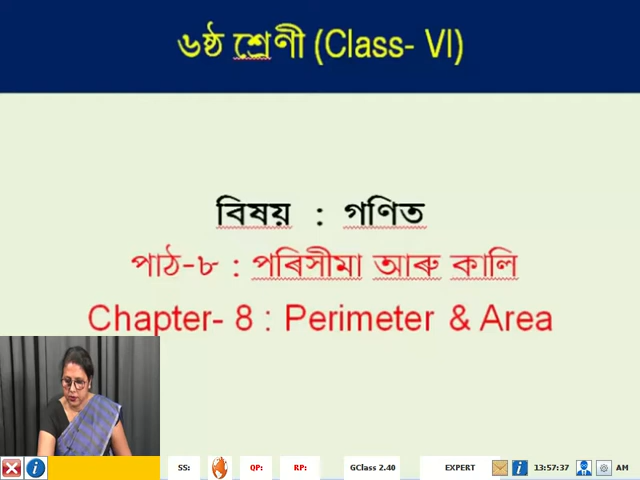 ৬ষ্ঠ শ্ৰেণী (Class- VI)
বিষয় : গণিত
পাঠ-৮ : পৰিসীমা আৰু কালি
Chapter- 8 : Perimeter & Area
SS: QP: RP: GClass 2.40 EXPERT 13:57:37 AM